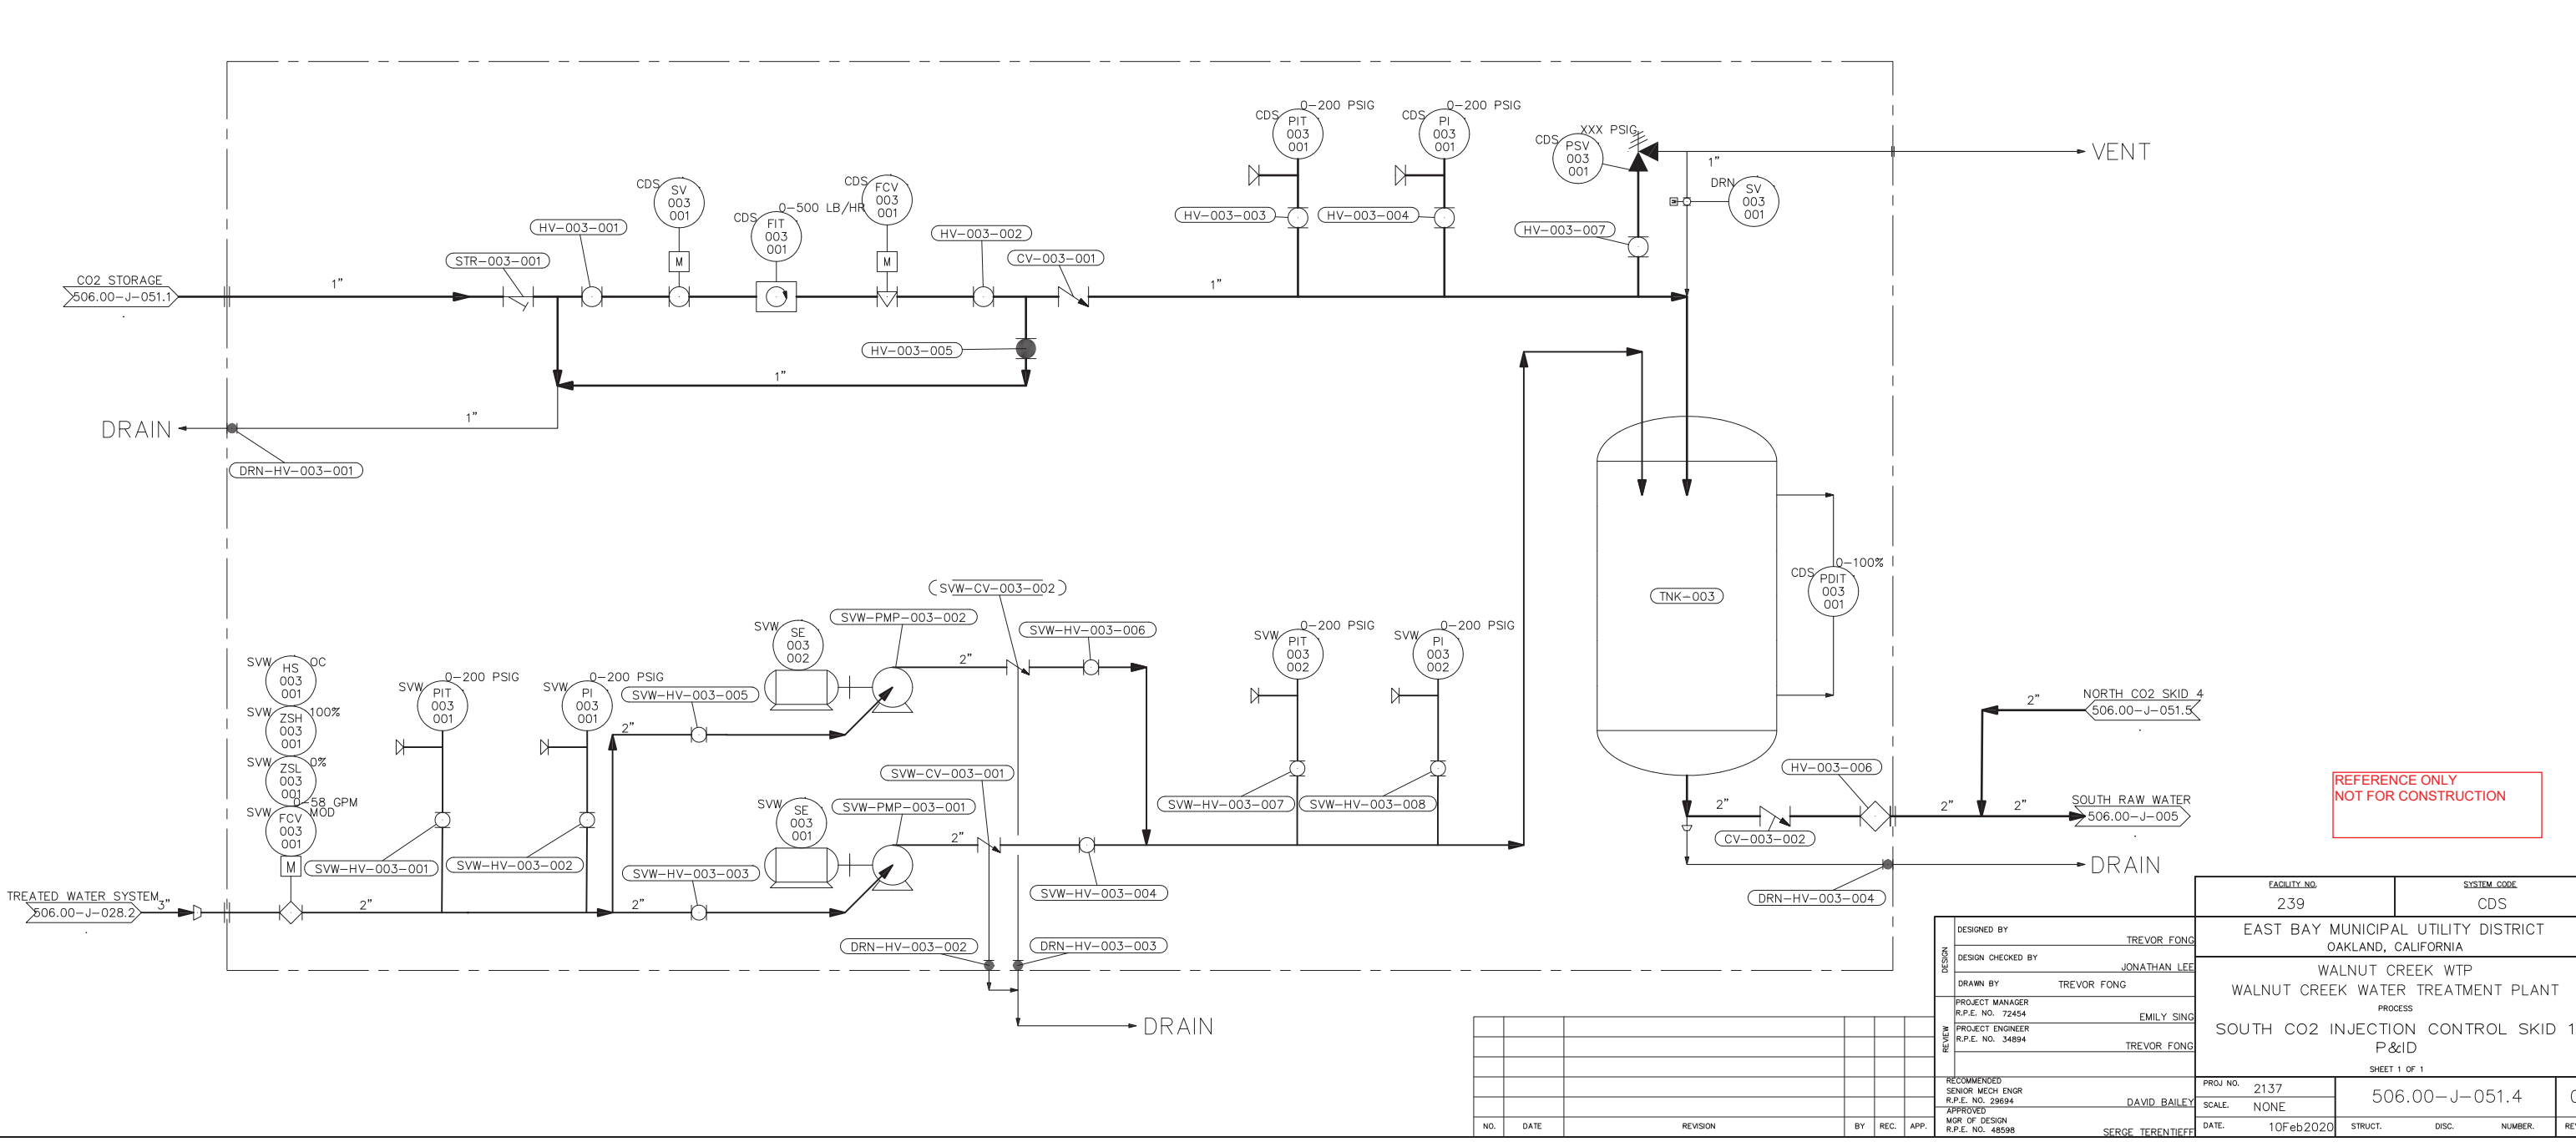 0-200 PSIG
0-200 PSIG
CDS
PIT
003
001
CDS
PI
003
001
XXX PSIG
CDS
PSV
003
001
VENT
1"
DRN
SV
003
001
CDS
SV
003
001
CDS
FCV
003
001
0-500 LB/HR
CDS
FIT
003
001
HV-003-001
HV-003-002
HV-003-003
HV-003-004
HV-003-007
STR-003-001
M
M
CV-003-001
CO2 STORAGE
506.00-J-051.1
1"
1"
HV-003-005
1"
1"
DRAIN
DRN-HV-003-001
0-100%
CDS
PDIT
003
001
TNK-003
SVW-CV-003-002
SVW-PMP-003-002
SVW-HV-003-006
SVW
SE
003
002
2"
0-200 PSIG
SVW
PIT
003
002
0-200 PSIG
SVW
PI
003
002
SVW
HS
003
001
OC
SVW
ZSH
003
001
100%
SVW
ZSL
003
001
0%
0-58 GPM
MOD
SVW
FCV
003
001
M
0-200 PSIG
SVW
PIT
003
001
0-200 PSIG
SVW
PI
003
001
SVW-HV-003-005
2"
SVW-CV-003-001
SVW-PMP-003-001
SVW
SE
003
001
2"
SVW-HV-003-007
SVW-HV-003-008
SVW-HV-003-001
SVW-HV-003-002
SVW-HV-003-003
SVW-HV-003-004
TREATED WATER SYSTEM
506.00-J-028.2
3"
2"
2"
DRN-HV-003-002
DRN-HV-003-003
DRAIN
NORTH CO2 SKID 4
506.00-J-051.5
2"
HV-003-006
2"
2"
2"
SOUTH RAW WATER
506.00-J-005
CV-003-002
DRAIN
DRN-HV-003-004
REFERENCE ONLY
NOT FOR CONSTRUCTION
FACILITY NO.
239
SYSTEM CODE
CDS
EAST BAY MUNICIPAL UTILITY DISTRICT
OAKLAND, CALIFORNIA
WALNUT CREEK WTP
WALNUT CREEK WATER TREATMENT PLANT
PROCESS
SOUTH CO2 INJECTION CONTROL SKID 1
P&ID
SHEET 1 OF 1
DESIGN
DESIGNED BY
TREVOR FONG
DESIGN CHECKED BY
JONATHAN LEE
DRAWN BY TREVOR FONG
REVIEW
PROJECT MANAGER
R.P.E. NO. 72454
EMILY SING
PROJECT ENGINEER
R.P.E. NO. 34894
TREVOR FONG
RECOMMENDED
SENIOR MECH ENGR
R.P.E. NO. 29694
DAVID BAILEY
APPROVED
MGR OF DESIGN
R.P.E. NO. 48598
SERGE TERENTIEFF
PROJ NO. 2137
SCALE. NONE
DATE. 10Feb2020
506.00-J-051.4
STRUCT. DISC. NUMBER.
NO. DATE REVISION BY REC. APP.